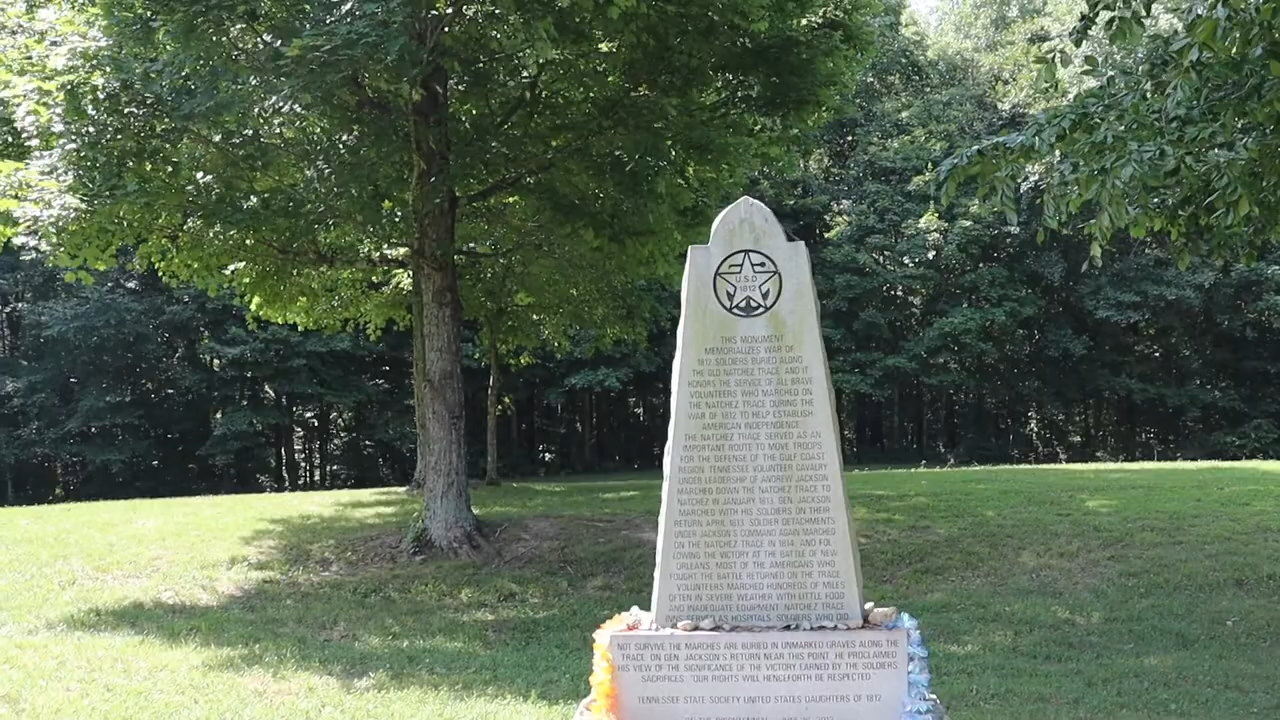 U.S.D.
1812
THIS MONUMENT
MEMORIALIZES WAR OF
1812 SOLDIERS BURIED ALONG
THE OLD NATCHEZ TRACE, AND IT
HONORS THE SERVICE OF ALL BRAVE
VOLUNTEERS WHO MARCHED ON
THE NATCHEZ TRACE DURING THE
WAR OF 1812 TO HELP ESTABLISH
AMERICAN INDEPENDENCE
THE NATCHEZ TRACE SERVED AS AN
IMPORTANT ROUTE TO MOVE TROOPS
FOR THE DEFENSE OF THE GULF COAST
REGION. TENNESSEE VOLUNTEER CAVALRY
UNDER LEADERSHIP OF ANDREW JACKSON
MARCHED DOWN THE NATCHEZ TRACE TO
NATCHEZ IN JANUARY 1813. GEN. JACKSON
MARCHED WITH HIS SOLDIERS ON THEIR
RETURN APRIL 1813. SOLDIER DETACHMENTS
UNDER JACKSON'S COMMAND AGAIN MARCHED
ON THE NATCHEZ TRACE IN 1814, AND FOL-
LOWING THE VICTORY AT THE BATTLE OF NEW
ORLEANS, MOST OF THE AMERICANS WHO
FOUGHT THE BATTLE RETURNED ON THE TRACE.
VOLUNTEERS MARCHED HUNDREDS OF MILES
OFTEN IN SEVERE WEATHER WITH LITTLE FOOD
AND INADEQUATE EQUIPMENT. NATCHEZ TRACE
INNS SERVED AS HOSPITALS. SOLDIERS WHO DID
NOT SURVIVE THE MARCHES ARE BURIED IN UNMARKED GRAVES ALONG THE
TRACE. ON GEN. JACKSON'S RETURN NEAR THIS POINT, HE PROCLAIMED
HIS VIEW OF THE SIGNIFICANCE OF THE VICTORY EARNED BY THE SOLDIERS
SACRIFICES: "OUR RIGHTS WILL HENCEFORTH BE RESPECTED."
TENNESSEE STATE SOCIETY UNITED STATES DAUGHTERS OF 1812